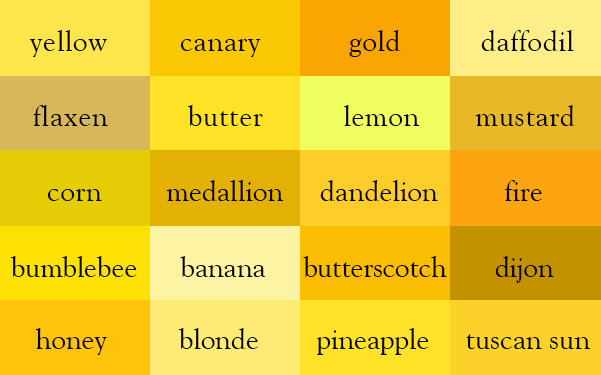 yellow canary gold daffodil
flaxen butter lemon mustard
corn medallion dandelion fire
bumblebee banana butterscotch dijon
honey blonde pineapple tuscan sun